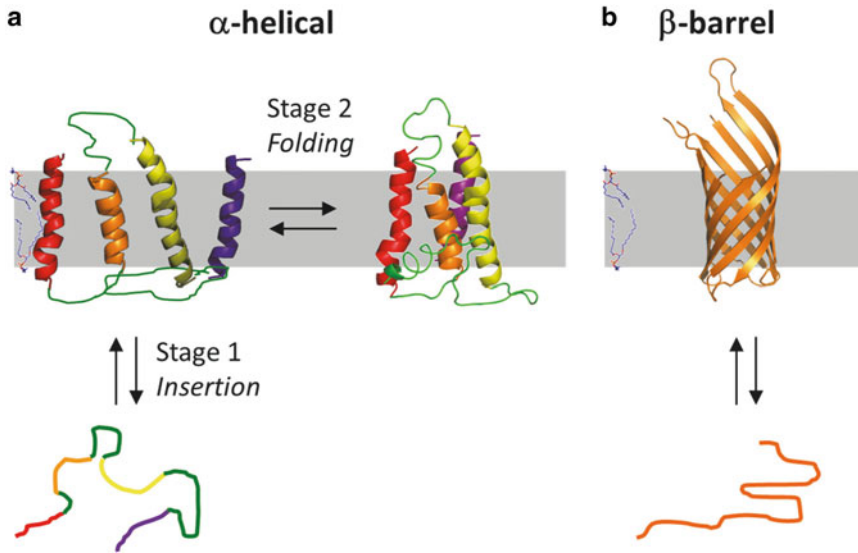 a
α-helical
Stage 2
Folding
Stage 1
Insertion
b
β-barrel